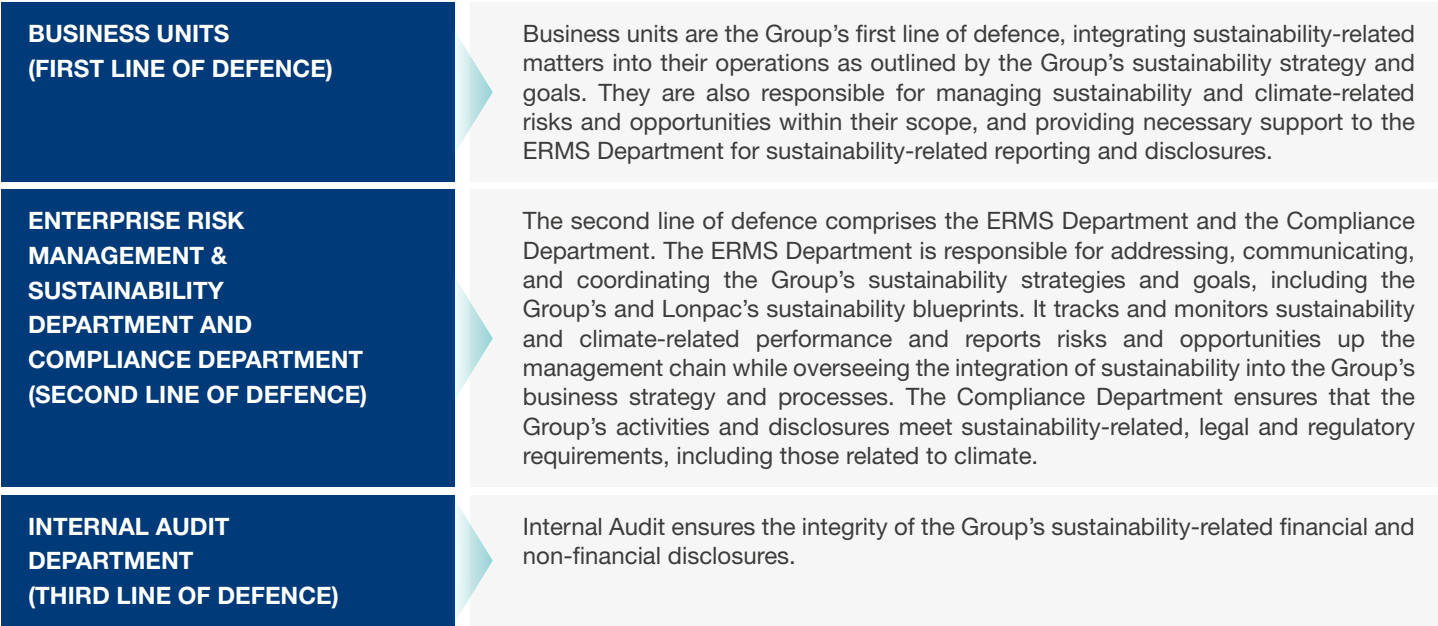 BUSINESS UNITS
(FIRST LINE OF DEFENCE)
Business units are the Group’s first line of defence, integrating sustainability-related
matters into their operations as outlined by the Group’s sustainability strategy and
goals. They are also responsible for managing sustainability and climate-related
risks and opportunities within their scope, and providing necessary support to the
ERMS Department for sustainability-related reporting and disclosures.
ENTERPRISE RISK
MANAGEMENT &
SUSTAINABILITY
DEPARTMENT AND
COMPLIANCE DEPARTMENT
(SECOND LINE OF DEFENCE)
The second line of defence comprises the ERMS Department and the Compliance
Department. The ERMS Department is responsible for addressing, communicating,
and coordinating the Group’s sustainability strategies and goals, including the
Group’s and Lonpac’s sustainability blueprints. It tracks and monitors sustainability
and climate-related performance and reports risks and opportunities up the
management chain while overseeing the integration of sustainability into the Group’s
business strategy and processes. The Compliance Department ensures that the
Group’s activities and disclosures meet sustainability-related, legal and regulatory
requirements, including those related to climate.
INTERNAL AUDIT
DEPARTMENT
(THIRD LINE OF DEFENCE)
Internal Audit ensures the integrity of the Group’s sustainability-related financial and
non-financial disclosures.